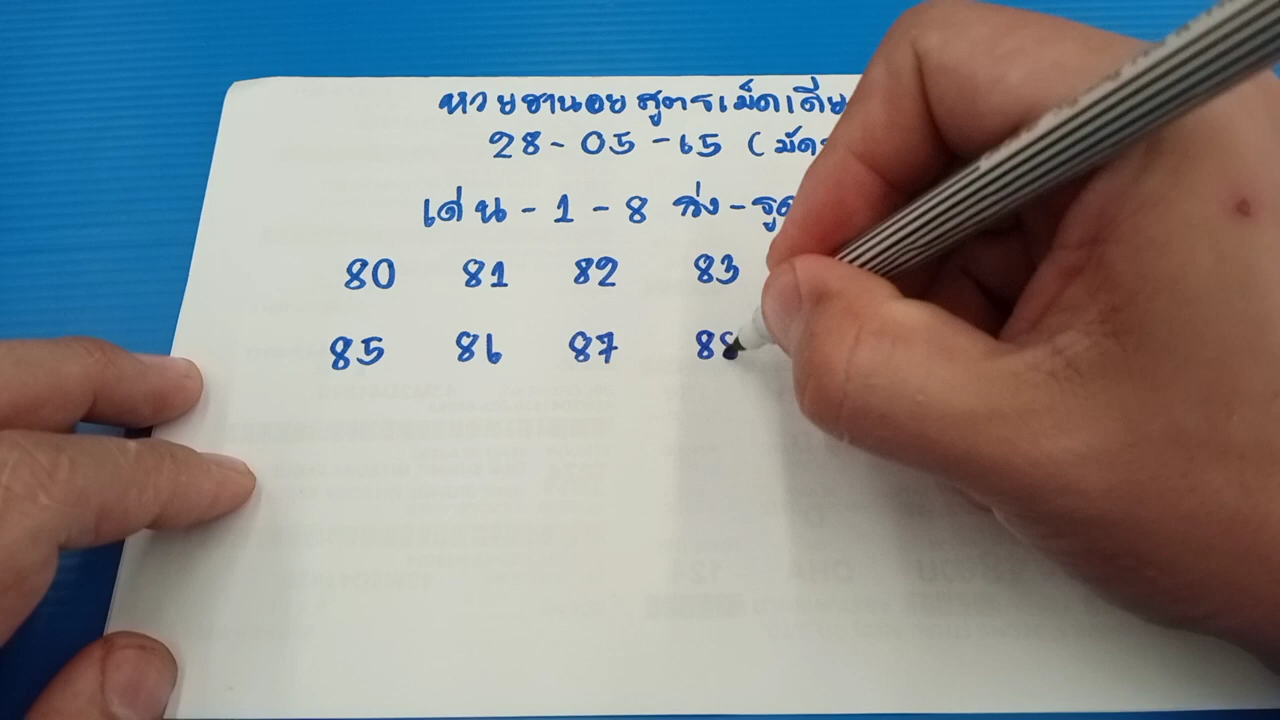 หวยฮานอยสูตรเม็ดเดีย
28-05-65 (มัด
เด่น-1-8 วิ่ง-รูด
80 81 82 83
85 86 87 88